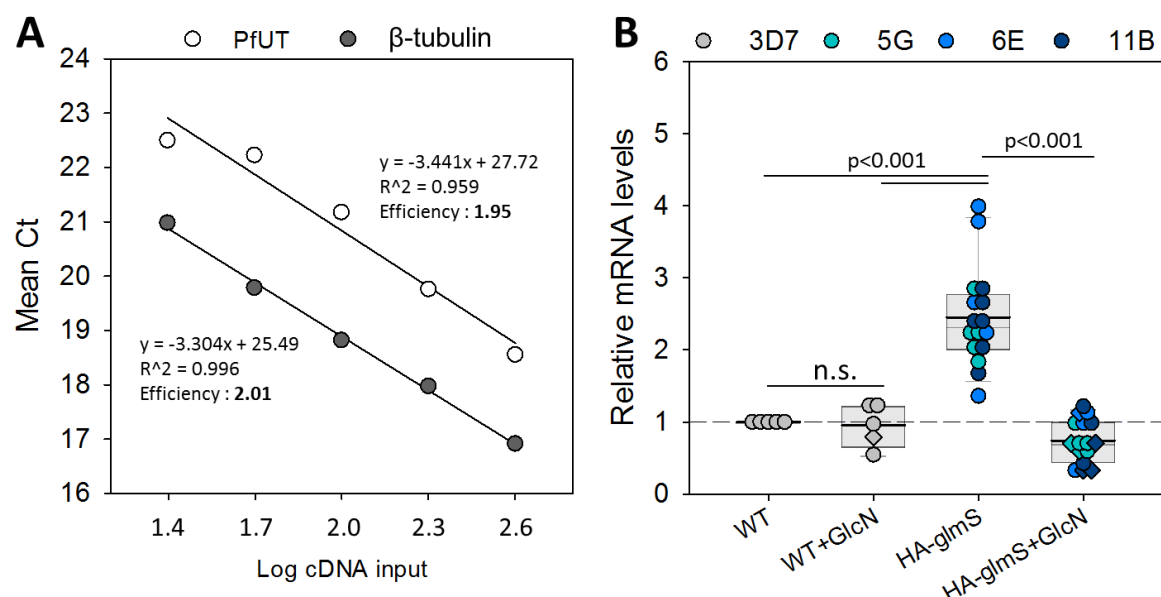 A
PfUT
β-tubulin
24
23
22
21
20
19
18
17
16
Mean Ct
y = -3.441x + 27.72
R^2 = 0.959
Efficiency : 1.95
y = -3.304x + 25.49
R^2 = 0.996
Efficiency : 2.01
1.4 1.7 2.0 2.3 2.6
Log cDNA input
B
3D7 5G 6E 11B
6
5
4
3
2
1
0
Relative mRNA levels
p<0.001
p<0.001
n.s.
WT
WT+GlcN
HA-glmS
HA-glmS+GlcN